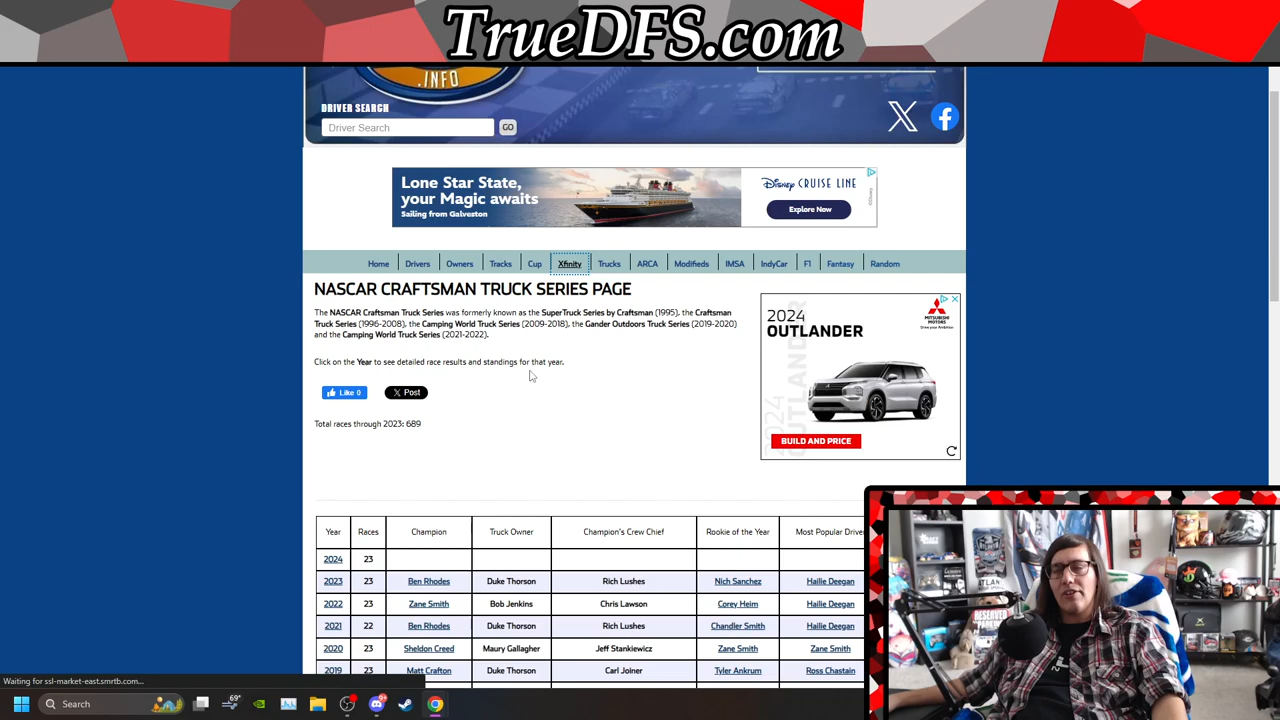 TrueDFS.com
.INFO
DRIVER SEARCH
Driver Search
GO
Lone Star State,
your Magic awaits
Sailing from Galveston
Disney CRUISE LINE
Explore Now
Home Drivers Owners Tracks Cup Xfinity Trucks ARCA Modifieds IMSA IndyCar F1 Fantasy Random
NASCAR CRAFTSMAN TRUCK SERIES PAGE
The NASCAR Craftsman Truck Series was formerly known as the SuperTruck Series by Craftsman (1995), the Craftsman
Truck Series (1996-2008), the Camping World Truck Series (2009-2018), the Gander Outdoors Truck Series (2019-2020)
and the Camping World Truck Series (2021-2022).
Click on the Year to see detailed race results and standings for that year.
Like 0
X Post
Total races through 2023: 689
2024
OUTLANDER
MITSUBISHI
MOTORS
Drive your Ambition
BUILD AND PRICE
Year Races Champion Truck Owner Champion's Crew Chief Rookie of the Year Most Popular Driver
2024 23
2023 23 Ben Rhodes Duke Thorson Rich Lushes Nich Sanchez Hailie Deegan
2022 23 Zane Smith Bob Jenkins Chris Lawson Corey Heim Hailie Deegan
2021 22 Ben Rhodes Duke Thorson Rich Lushes Chandler Smith Hailie Deegan
2020 23 Sheldon Creed Maury Gallagher Jeff Stankiewicz Zane Smith Zane Smith
2019 23 Matt Crafton Duke Thorson Carl Joiner Tyler Ankrum Ross Chastain
Waiting for ssl-market-east.smrtb.com...
Search
69°
9+
RESERVED
PARKING